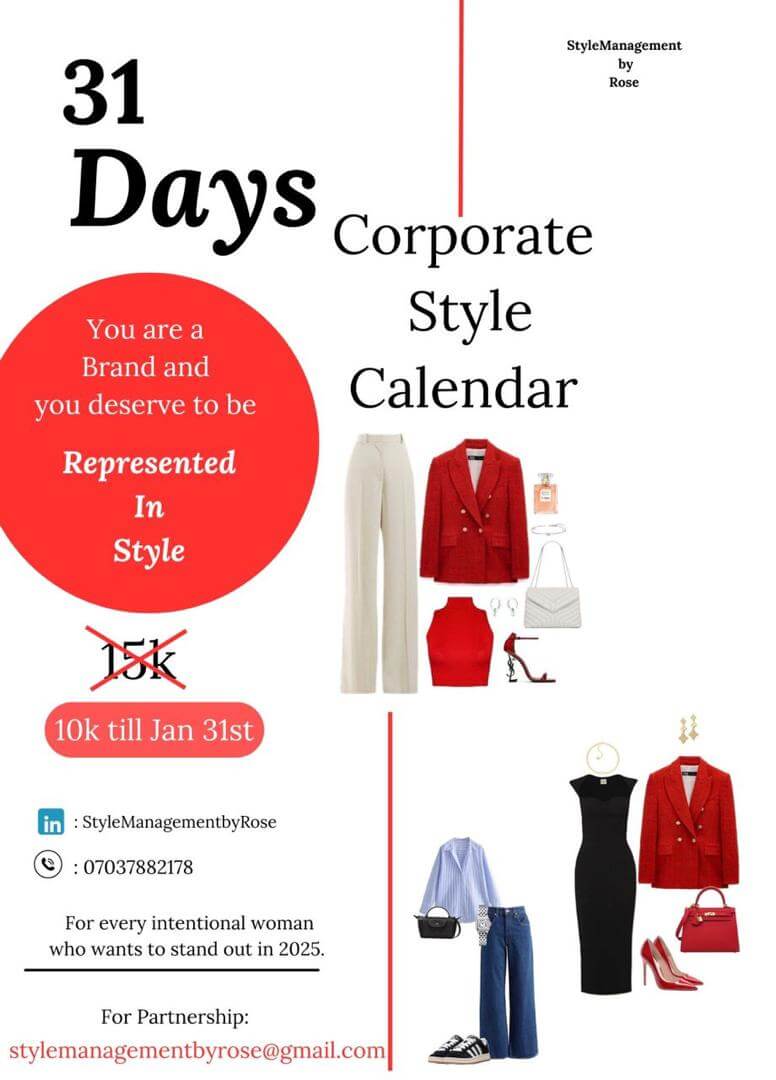 31
Days
StyleManagement
by
Rose
Corporate
Style
Calendar
You are a
Brand and
you deserve to be
Represented
In
Style
15k
10k till Jan 31st
in : StyleManagementbyRose
: 07037882178
For every intentional woman
who wants to stand out in 2025.
For Partnership:
stylemanagementbyrose@gmail.com